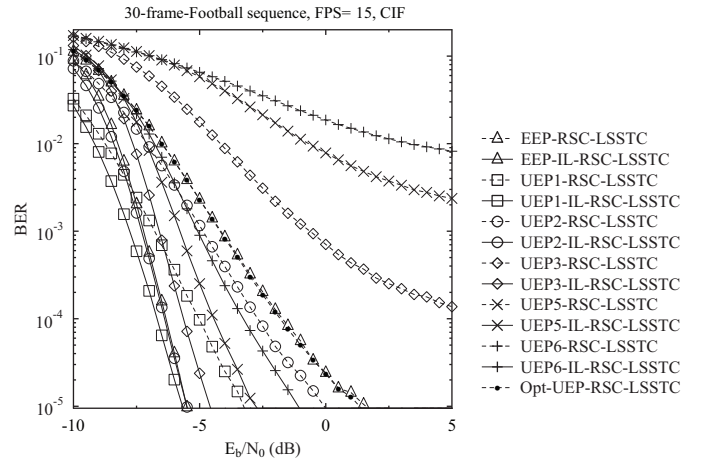 30-frame-Football sequence, FPS= 15, CIF
10^-1
10^-2
10^-3
10^-4
10^-5
BER
-10 -5 0 5
E_b/N_0 (dB)
EEP-RSC-LSSTC
EEP-IL-RSC-LSSTC
UEP1-RSC-LSSTC
UEP1-IL-RSC-LSSTC
UEP2-RSC-LSSTC
UEP2-IL-RSC-LSSTC
UEP3-RSC-LSSTC
UEP3-IL-RSC-LSSTC
UEP5-RSC-LSSTC
UEP5-IL-RSC-LSSTC
UEP6-RSC-LSSTC
UEP6-IL-RSC-LSSTC
Opt-UEP-RSC-LSSTC